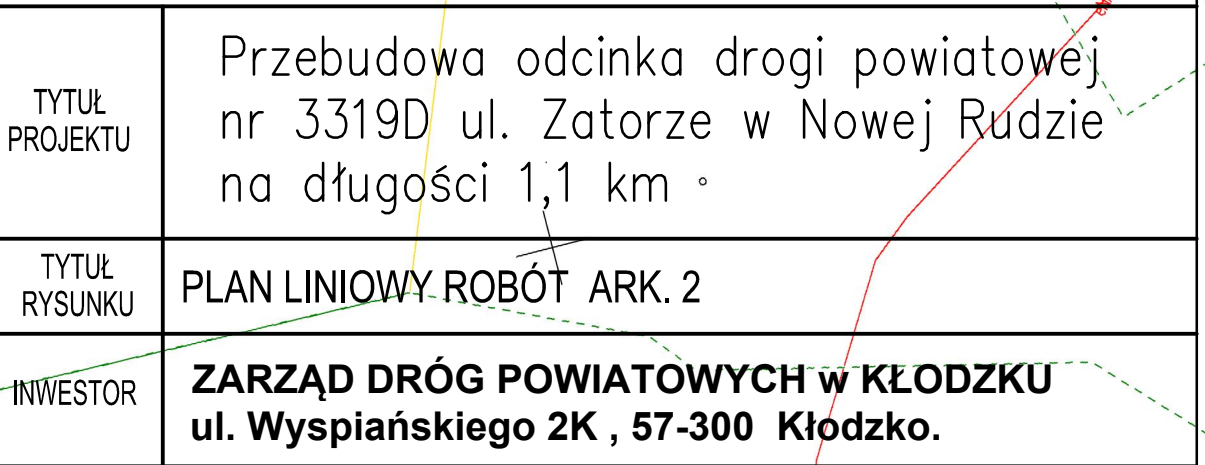 TYTUŁ
PROJEKTU
Przebudowa odcinka drogi powiatowej
nr 3319D ul. Zatorze w Nowej Rudzie
na długości 1,1 km
TYTUŁ
RYSUNKU
PLAN LINIOWY ROBÓT ARK. 2
INWESTOR
ZARZĄD DRÓG POWIATOWYCH w KŁODZKU
ul. Wyspiańskiego 2K , 57-300 Kłodzko.